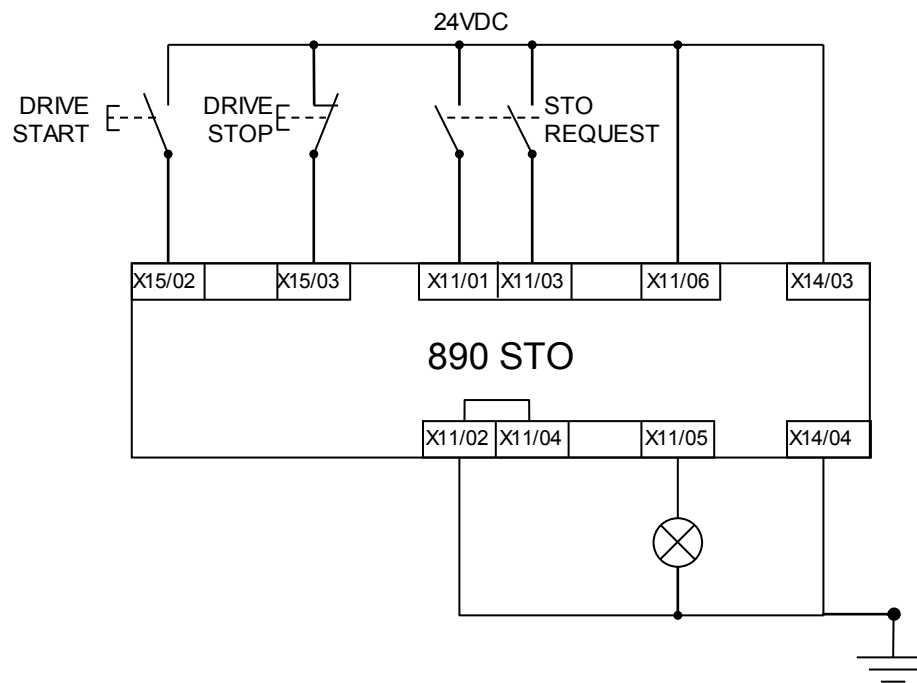 24VDC
DRIVE
START
DRIVE
STOP
STO
REQUEST
X15/02
X15/03
X11/01
X11/03
X11/06
X14/03
890 STO
X11/02
X11/04
X11/05
X14/04